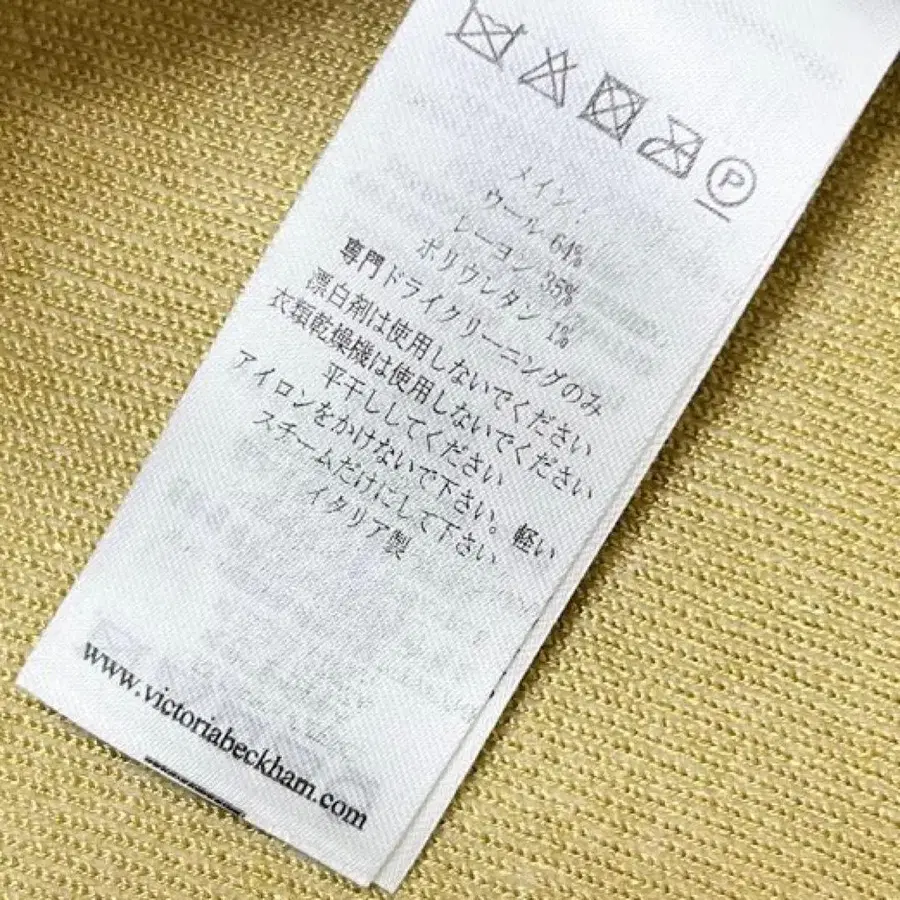 P
メイン:
ウール 64%
レーヨン 35%
ポリウレタン 1%
専門ドライクリーニングのみ
漂白剤は使用しないでください
衣類乾燥機は使用しないでください
平干ししてください
アイロンをかけないで下さい。軽い
スチームだけにして下さい
イタリア製
www.victoriabeckham.com